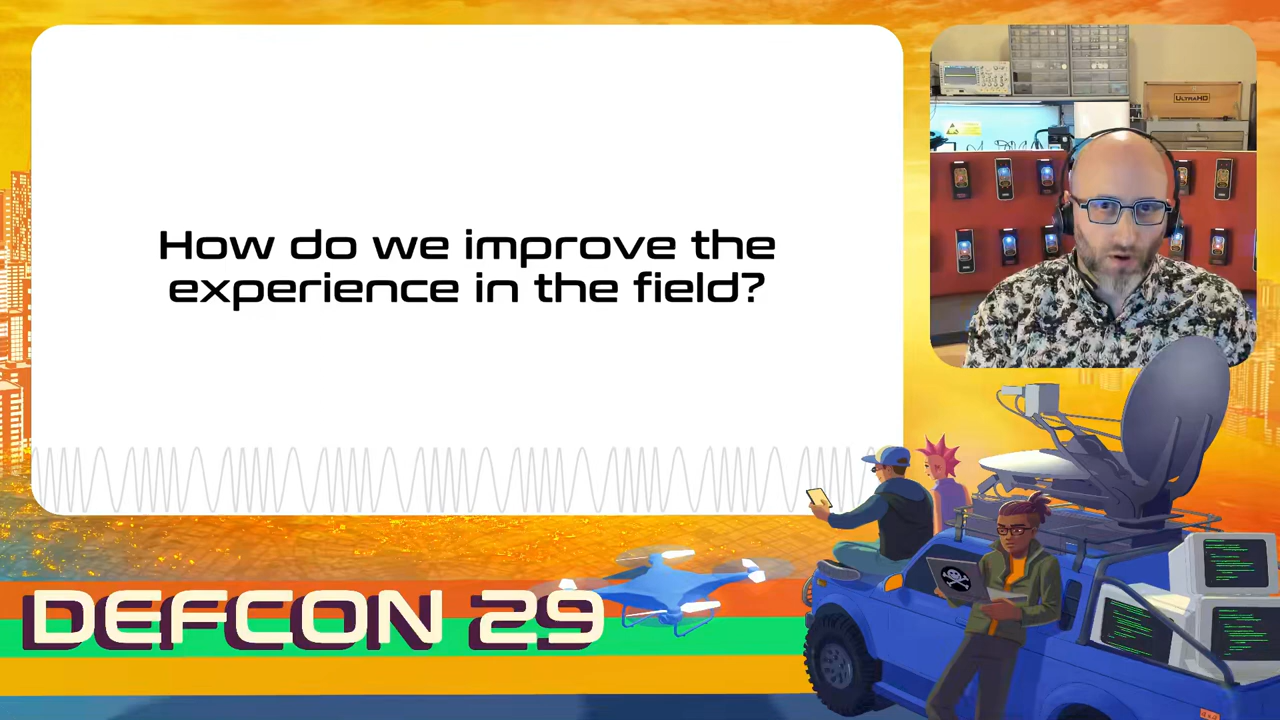 How do we improve the
experience in the field?
ULTRAHD
DEFCON 29